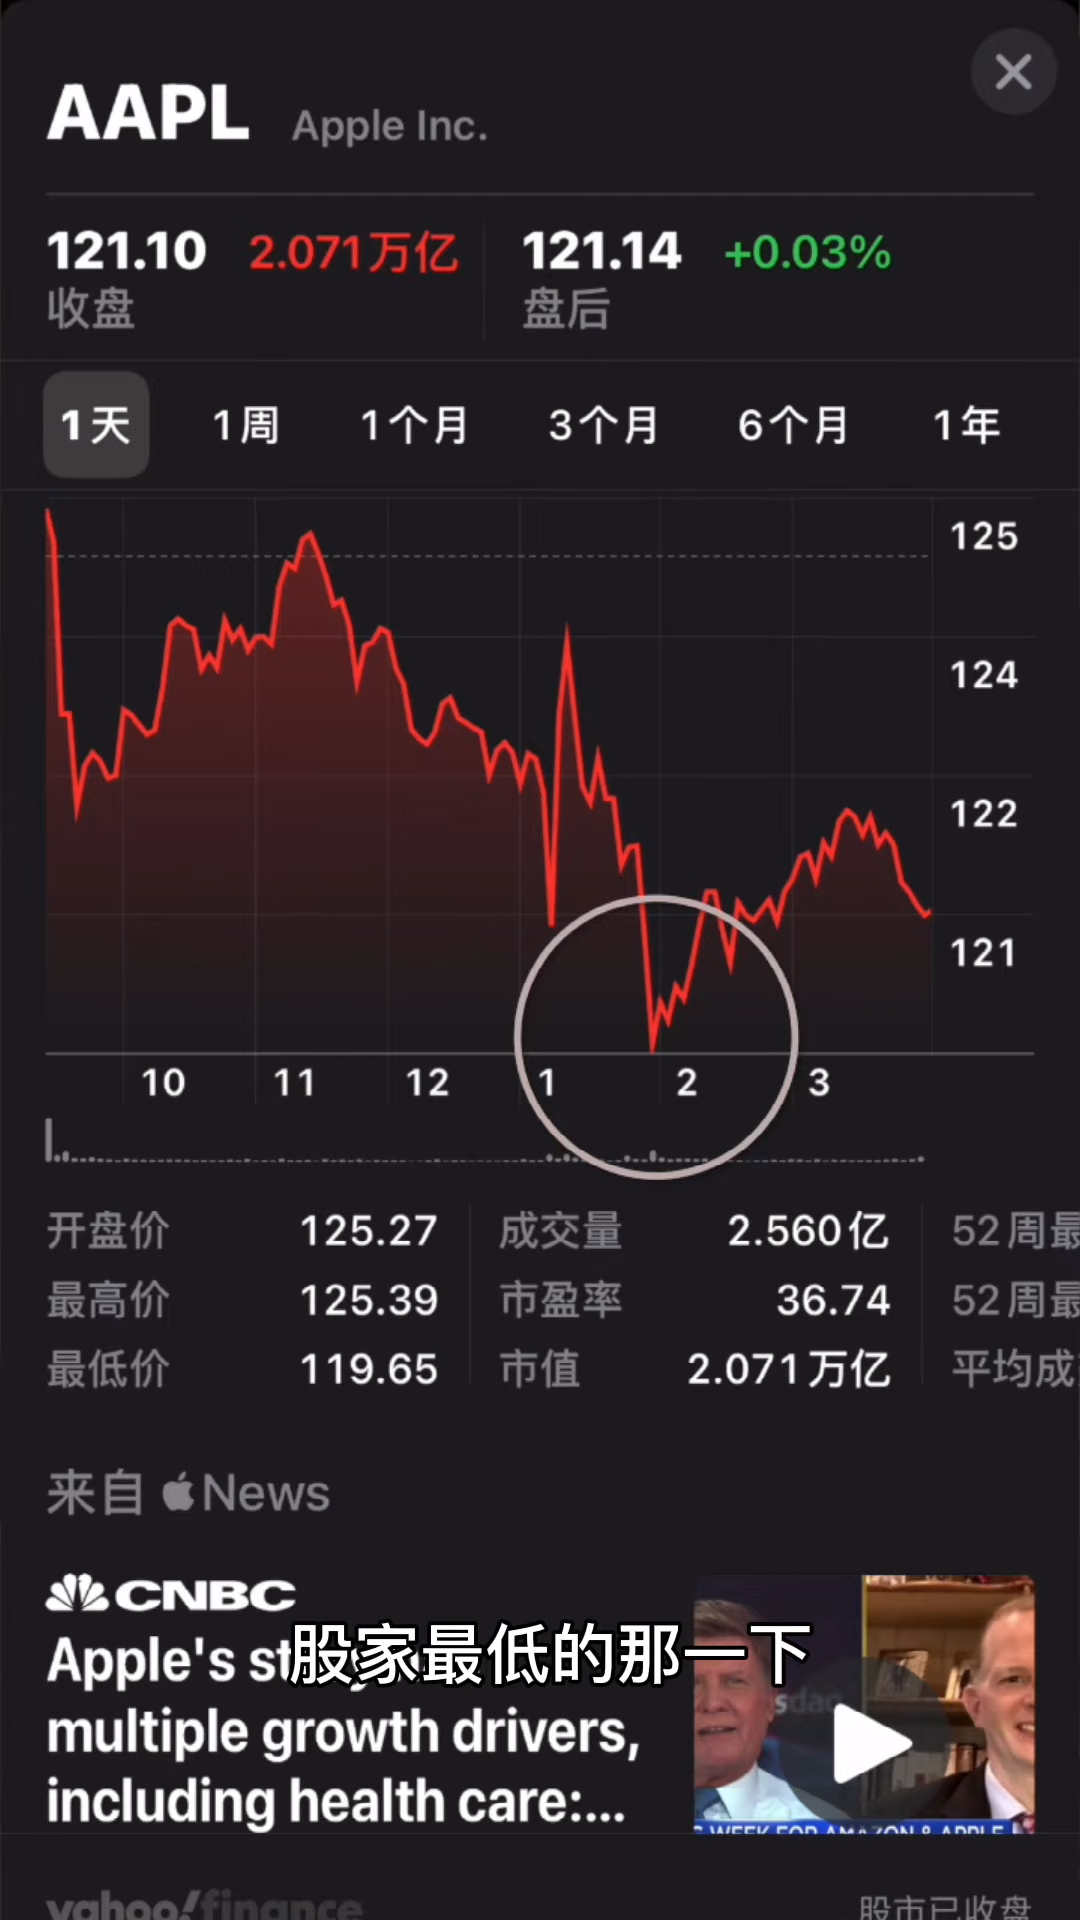 AAPL Apple Inc.
121.10 2.071万亿 121.14 +0.03%
收盘 盘后
1天 1周 1个月 3个月 6个月 1年
125
124
122
121
10 11 12 1 2 3
开盘价 125.27 成交量 2.560亿 52周最
最高价 125.39 市盈率 36.74 52周最
最低价 119.65 市值 2.071万亿 平均成
来自 News
CNBC
Apple's
股家最低的那一下
multiple growth drivers,
including health care:...
WEEK FOR AMAZON & APPLE
yahoo!finance 股市已收盘